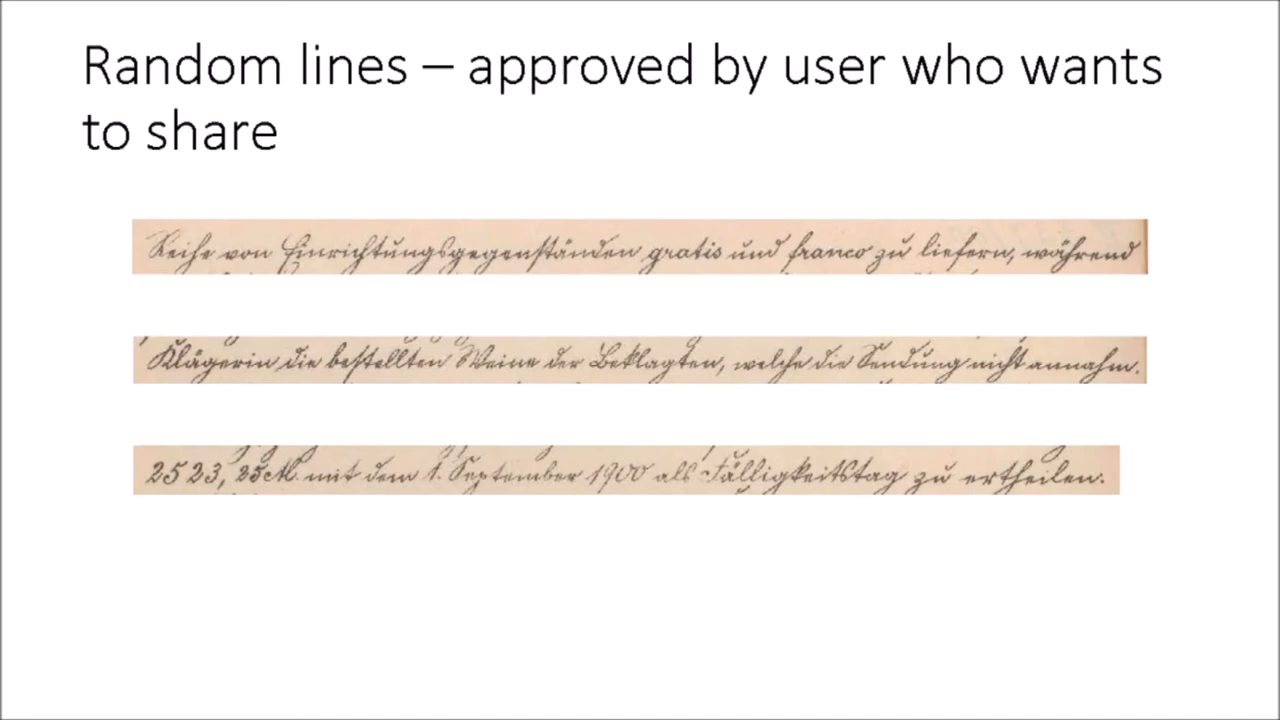 Random lines – approved by user who wants
to share
Reihe von Einrichtungsgegenständen gratis und franco zu liefern, während
Klägerin die bestellten Weine der Beklagten, welche die Sendung nicht annahm.
2523,25 M. mit dem 1. September 1900 als Fälligkeitstag zu ertheilen.